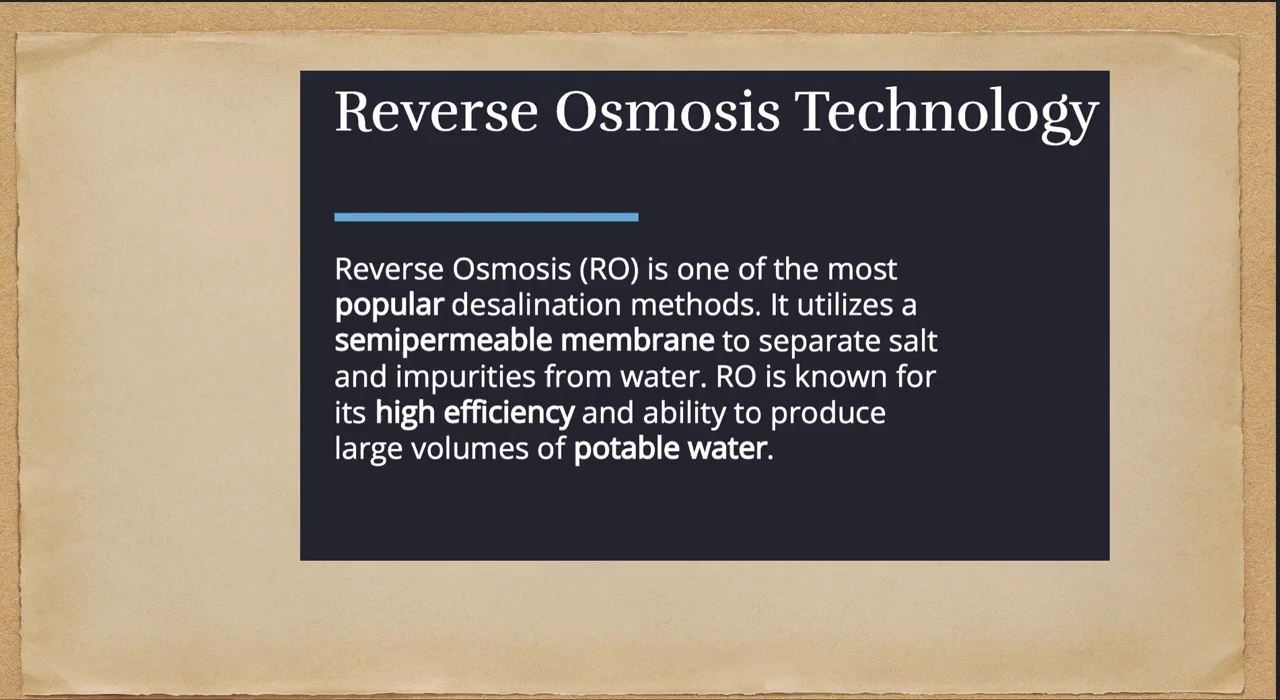 Reverse Osmosis Technology
Reverse Osmosis (RO) is one of the most
popular desalination methods. It utilizes a
semipermeable membrane to separate salt
and impurities from water. RO is known for
its high efficiency and ability to produce
large volumes of potable water.